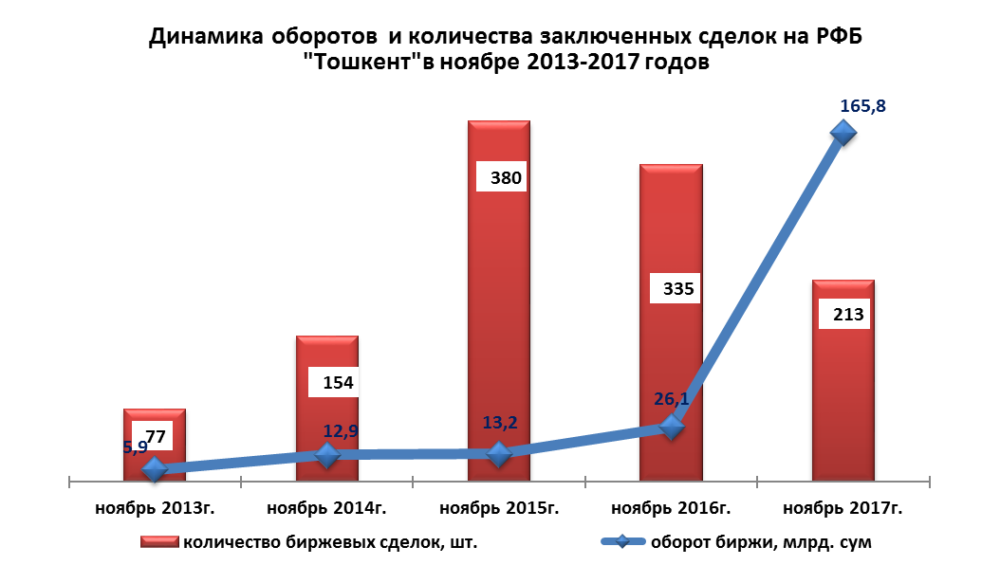 Динамика оборотов и количества заключенных сделок на РФБ
"Тошкент"в ноябре 2013-2017 годов
165,8
380
335
213
154
26,1
13,2
12,9
77
5,9
ноябрь 2013г. ноябрь 2014г. ноябрь 2015г. ноябрь 2016г. ноябрь 2017г.
количество биржевых сделок, шт. оборот биржи, млрд. сум